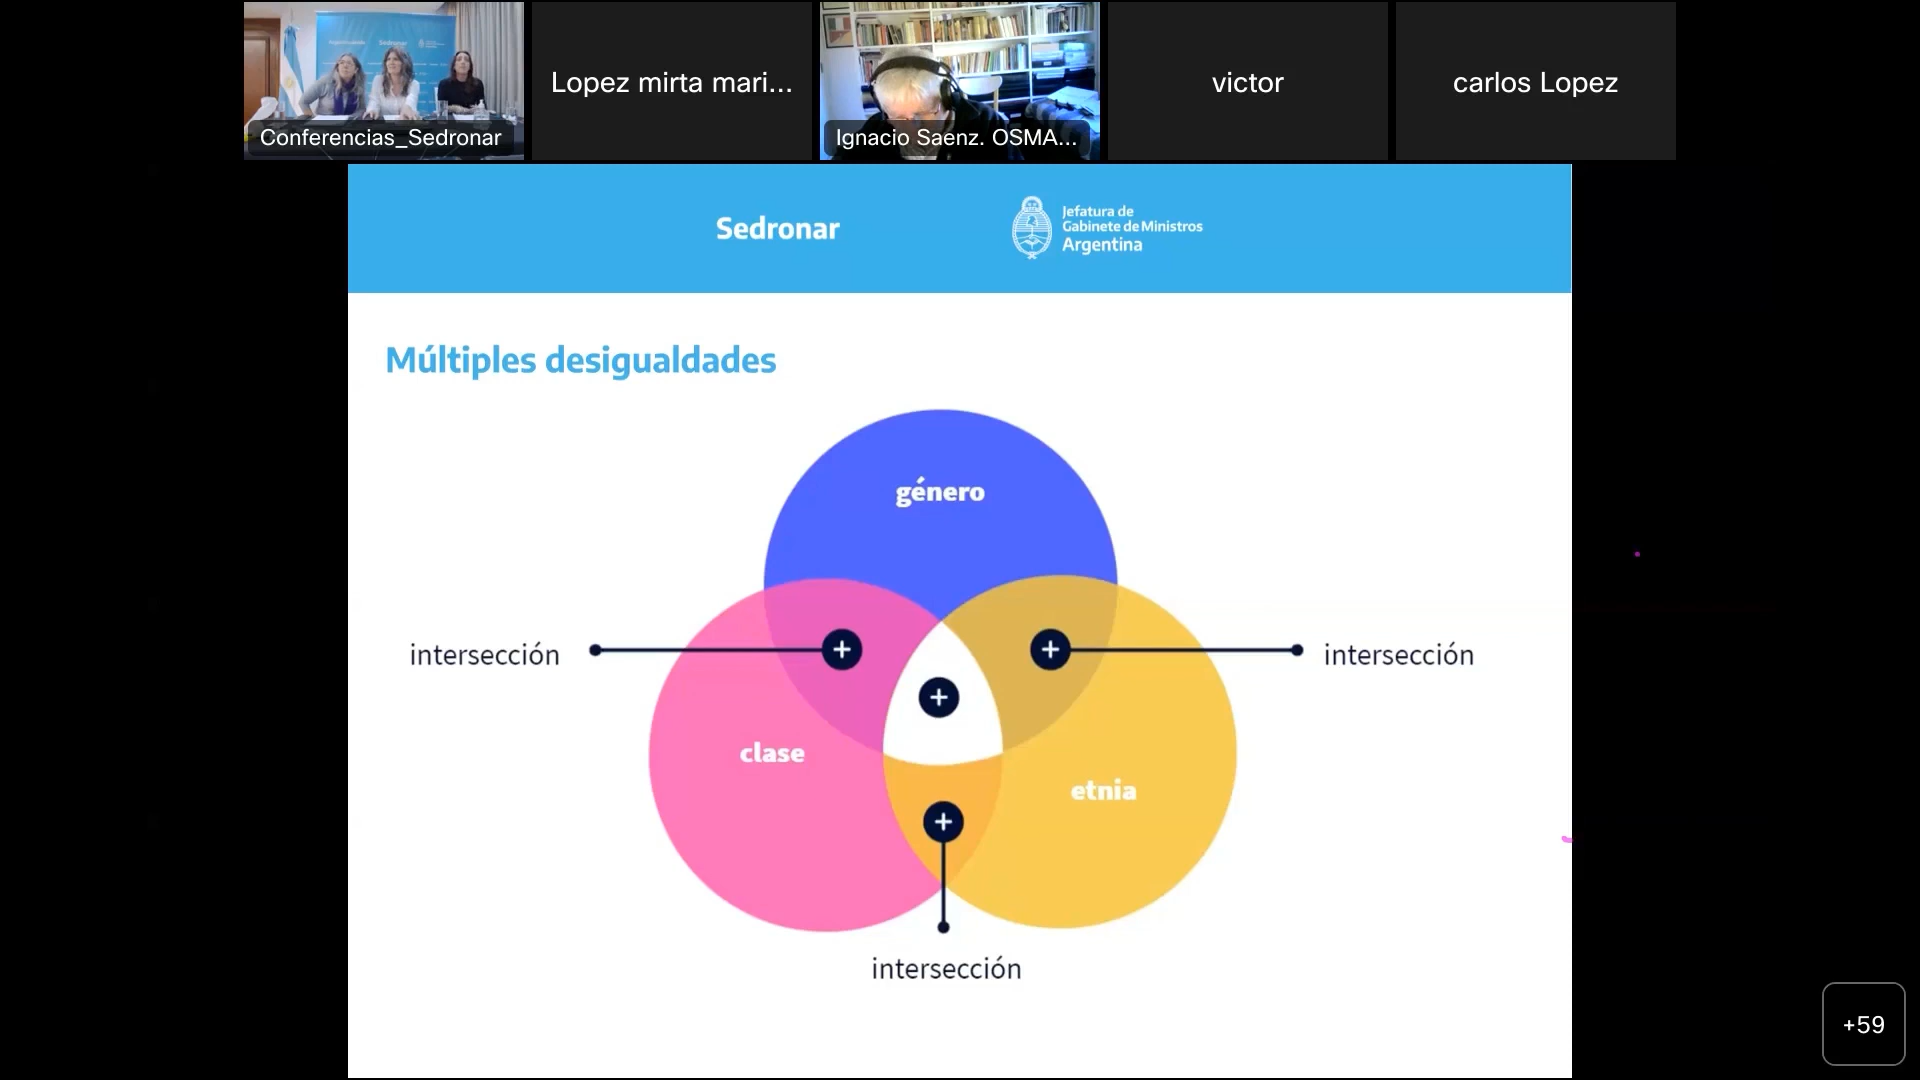 Conferencias_Sedronar
Lopez mirta mari...
Ignacio Saenz. OSMA...
victor
carlos Lopez
Sedronar
Jefatura de
Gabinete de Ministros
Argentina
Múltiples desigualdades
género
intersección
+
+
intersección
+
clase
etnia
+
intersección
+59